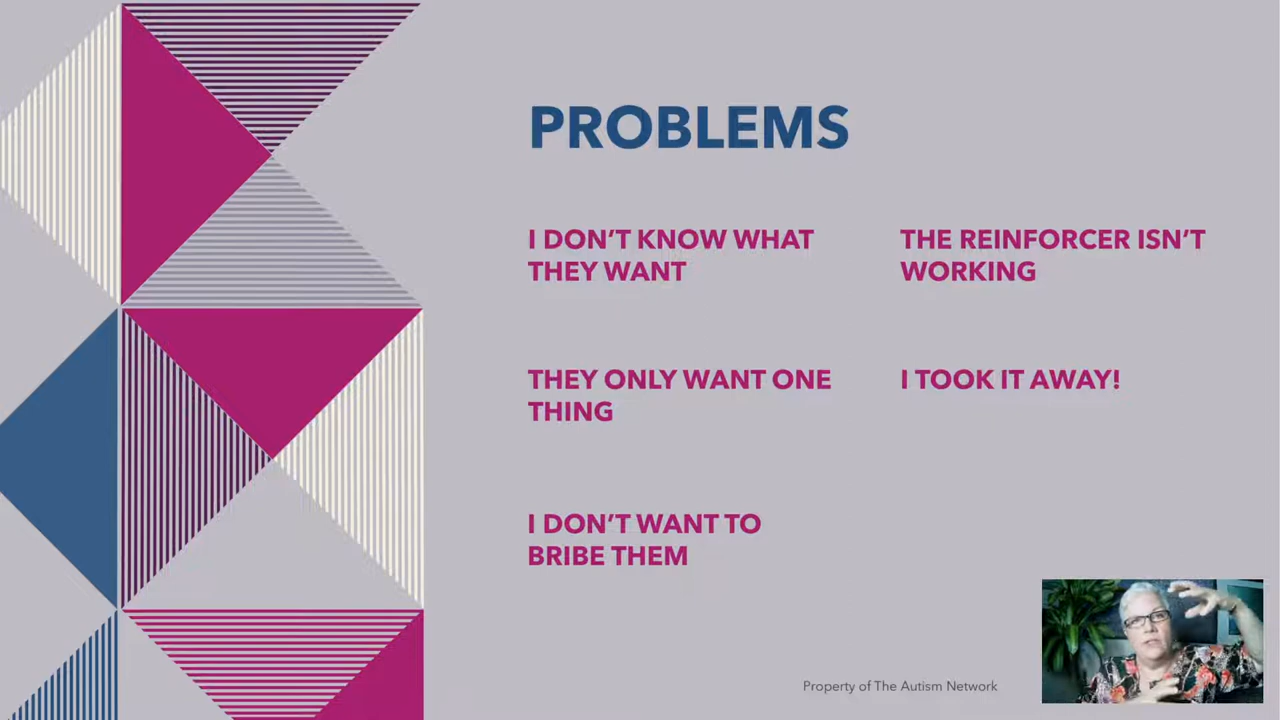 PROBLEMS
I DON’T KNOW WHAT
THEY WANT
THEY ONLY WANT ONE
THING
I DON’T WANT TO
BRIBE THEM
THE REINFORCER ISN’T
WORKING
I TOOK IT AWAY!
Property of The Autism Network